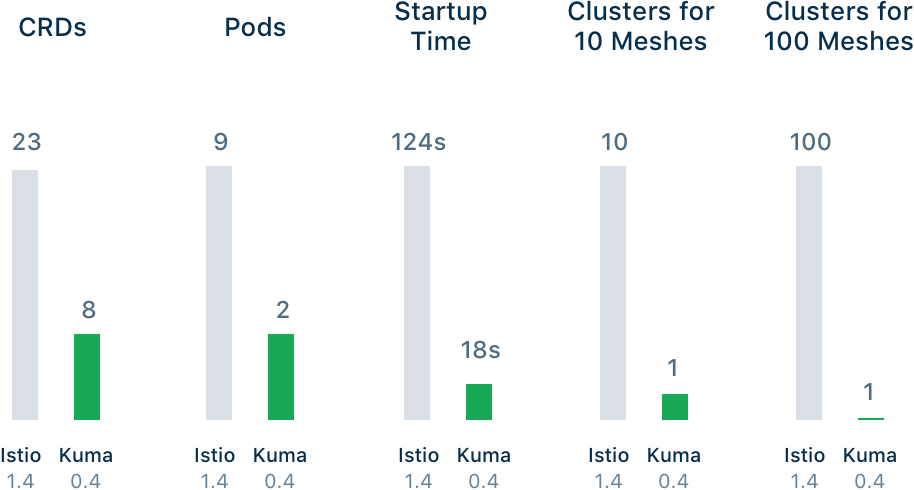 CRDs
23
8
Istio
1.4
Kuma
0.4
Pods
9
2
Istio
1.4
Kuma
0.4
Startup
Time
124s
18s
Istio
1.4
Kuma
0.4
Clusters for
10 Meshes
10
1
Istio
1.4
Kuma
0.4
Clusters for
100 Meshes
100
1
Istio
1.4
Kuma
0.4